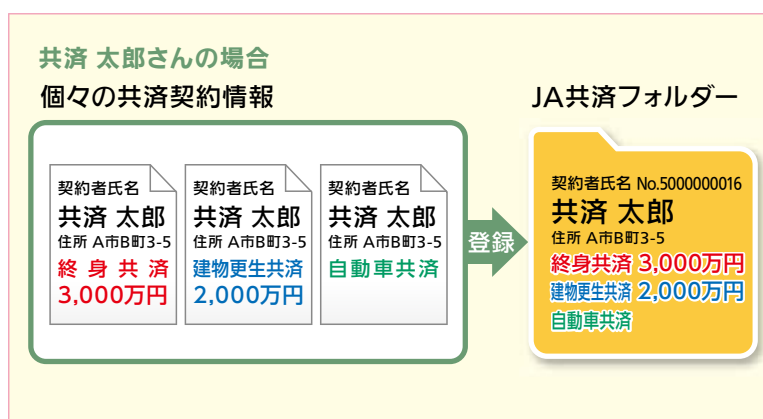 共済 太郎さんの場合
個々の共済契約情報
契約者氏名
共済 太郎
住所 A市B町3-5
終身共済
3,000万円
契約者氏名
共済 太郎
住所 A市B町3-5
建物更生共済
2,000万円
契約者氏名
共済 太郎
住所 A市B町3-5
自動車共済
登録
JA共済フォルダー
契約者氏名 No.5000000016
共済 太郎
住所 A市B町3-5
終身共済 3,000万円
建物更生共済 2,000万円
自動車共済